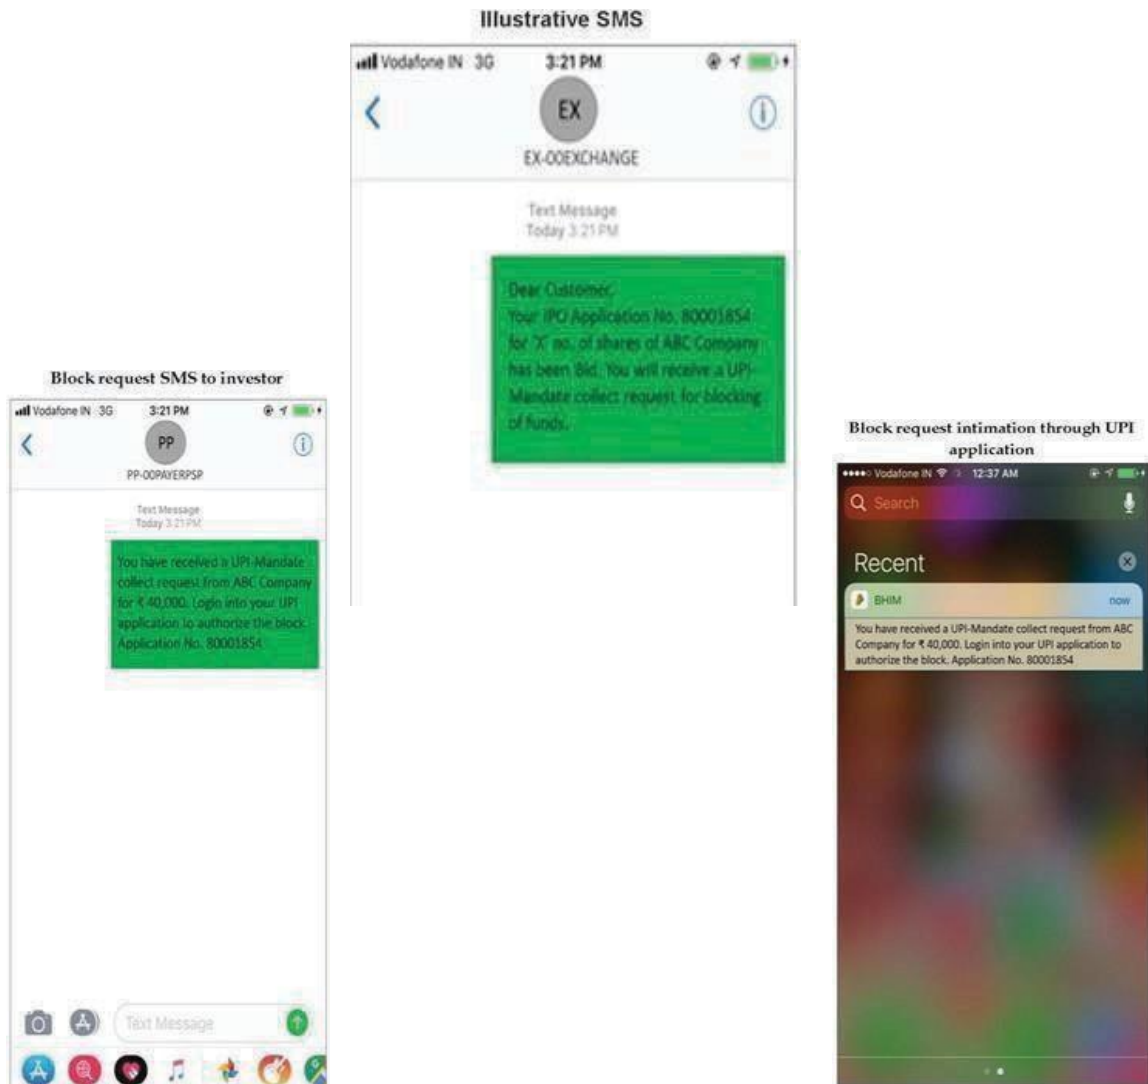 Illustrative SMS
Vodafone IN 3G 3:21 PM
EX
EX-OOEXCHANGE
Text Message
Today 3:21 PM
Dear Customer,
Your IPO Application No. 80001854
for 'X' no. of shares of ABC Company
has been Bid. You will receive a UPI-
Mandate collect request for blocking
of funds.
Block request SMS to investor
Vodafone IN 3G 3:21 PM
PP
PP-OOPAYERPSP
Text Message
Today 3:21 PM
You have received a UPI-Mandate
collect request from ABC Company
for ₹ 40,000. Login into your UPI
application to authorize the block.
Application No. 80001854
Text Message
Block request intimation through UPI
application
Vodafone IN 12:37 AM
Search
Recent
BHIM now
You have received a UPI-Mandate collect request from ABC
Company for ₹ 40,000. Login into your UPI application to
authorize the block. Application No. 80001854